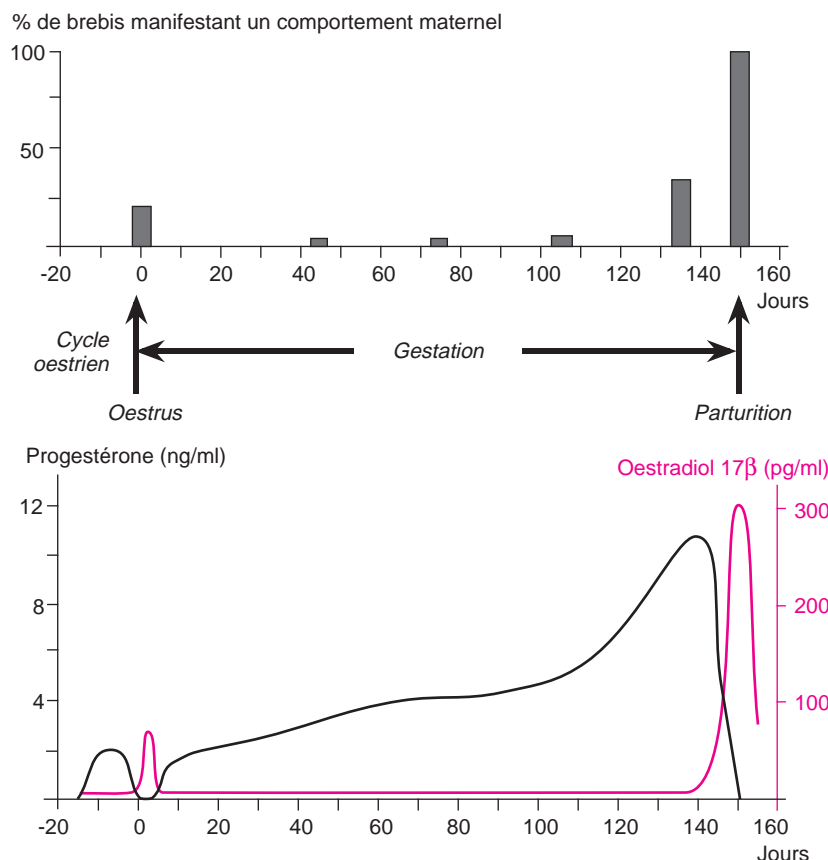 % de brebis manifestant un comportement maternel
100
50
-20 0 20 40 60 80 100 120 140 160
Jours
Cycle
oestrien
Gestation
Oestrus
Parturition
Progestérone (ng/ml)
Oestradiol 17β (pg/ml)
12
300
8
200
4
100
-20 0 20 40 60 80 100 120 140 160
Jours